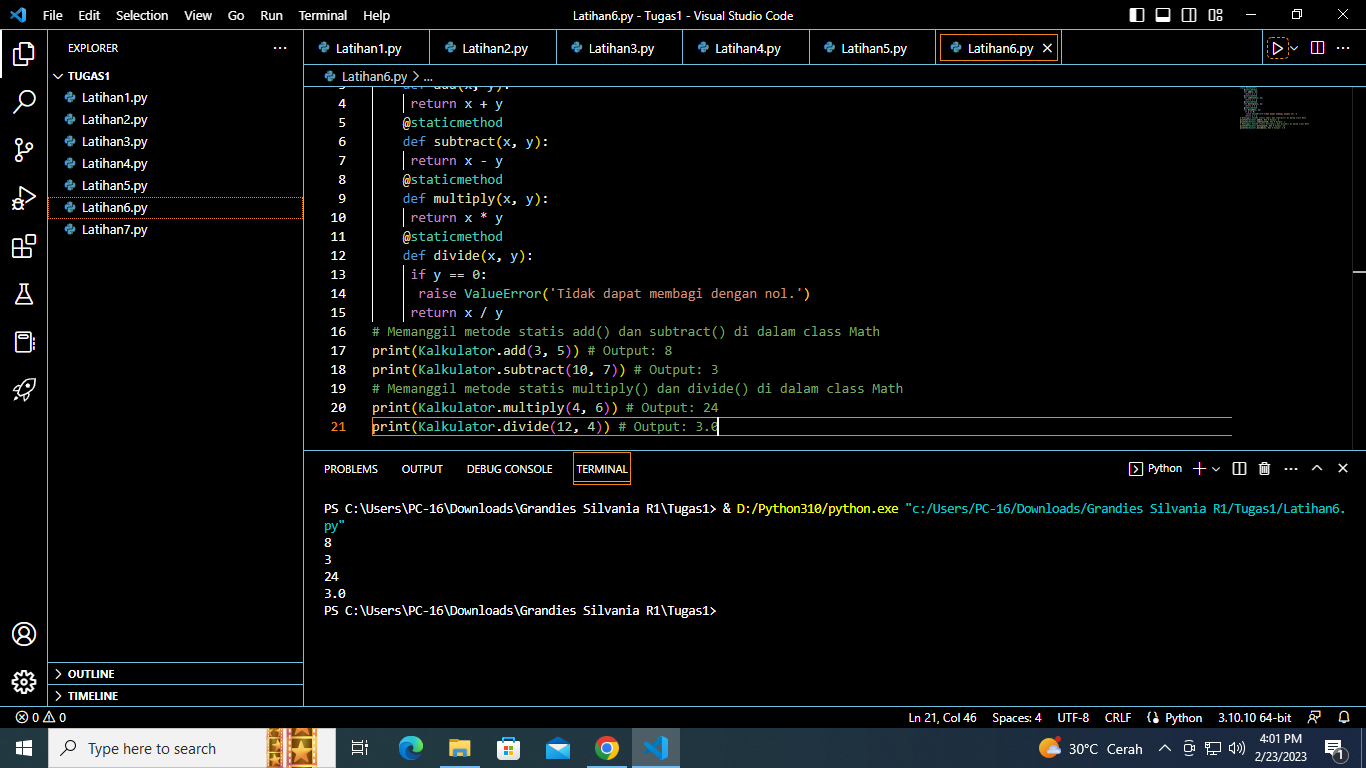 File Edit Selection View Go Run Terminal Help
Latihan6.py - Tugas1 - Visual Studio Code
EXPLORER
TUGAS1
Latihan1.py
Latihan2.py
Latihan3.py
Latihan4.py
Latihan5.py
Latihan6.py
Latihan7.py
OUTLINE
TIMELINE
Latihan1.py Latihan2.py Latihan3.py Latihan4.py Latihan5.py Latihan6.py
Latihan6.py > ...
3 def add(x, y):
4 return x + y
5 @staticmethod
6 def subtract(x, y):
7 return x - y
8 @staticmethod
9 def multiply(x, y):
10 return x * y
11 @staticmethod
12 def divide(x, y):
13 if y == 0:
14 raise ValueError('Tidak dapat membagi dengan nol.')
15 return x / y
16 # Memanggil metode statis add() dan subtract() di dalam class Math
17 print(Kalkulator.add(3, 5)) # Output: 8
18 print(Kalkulator.subtract(10, 7)) # Output: 3
19 # Memanggil metode statis multiply() dan divide() di dalam class Math
20 print(Kalkulator.multiply(4, 6)) # Output: 24
21 print(Kalkulator.divide(12, 4)) # Output: 3.0
PROBLEMS OUTPUT DEBUG CONSOLE TERMINAL
Python
PS C:\Users\PC-16\Downloads\Grandies Silvania R1\Tugas1> & D:/Python310/python.exe "c:/Users/PC-16/Downloads/Grandies Silvania R1/Tugas1/Latihan6.
py"
8
3
24
3.0
PS C:\Users\PC-16\Downloads\Grandies Silvania R1\Tugas1>
0 0
Ln 21, Col 46 Spaces: 4 UTF-8 CRLF Python 3.10.10 64-bit
Type here to search
30°C Cerah
4:01 PM
2/23/2023
1